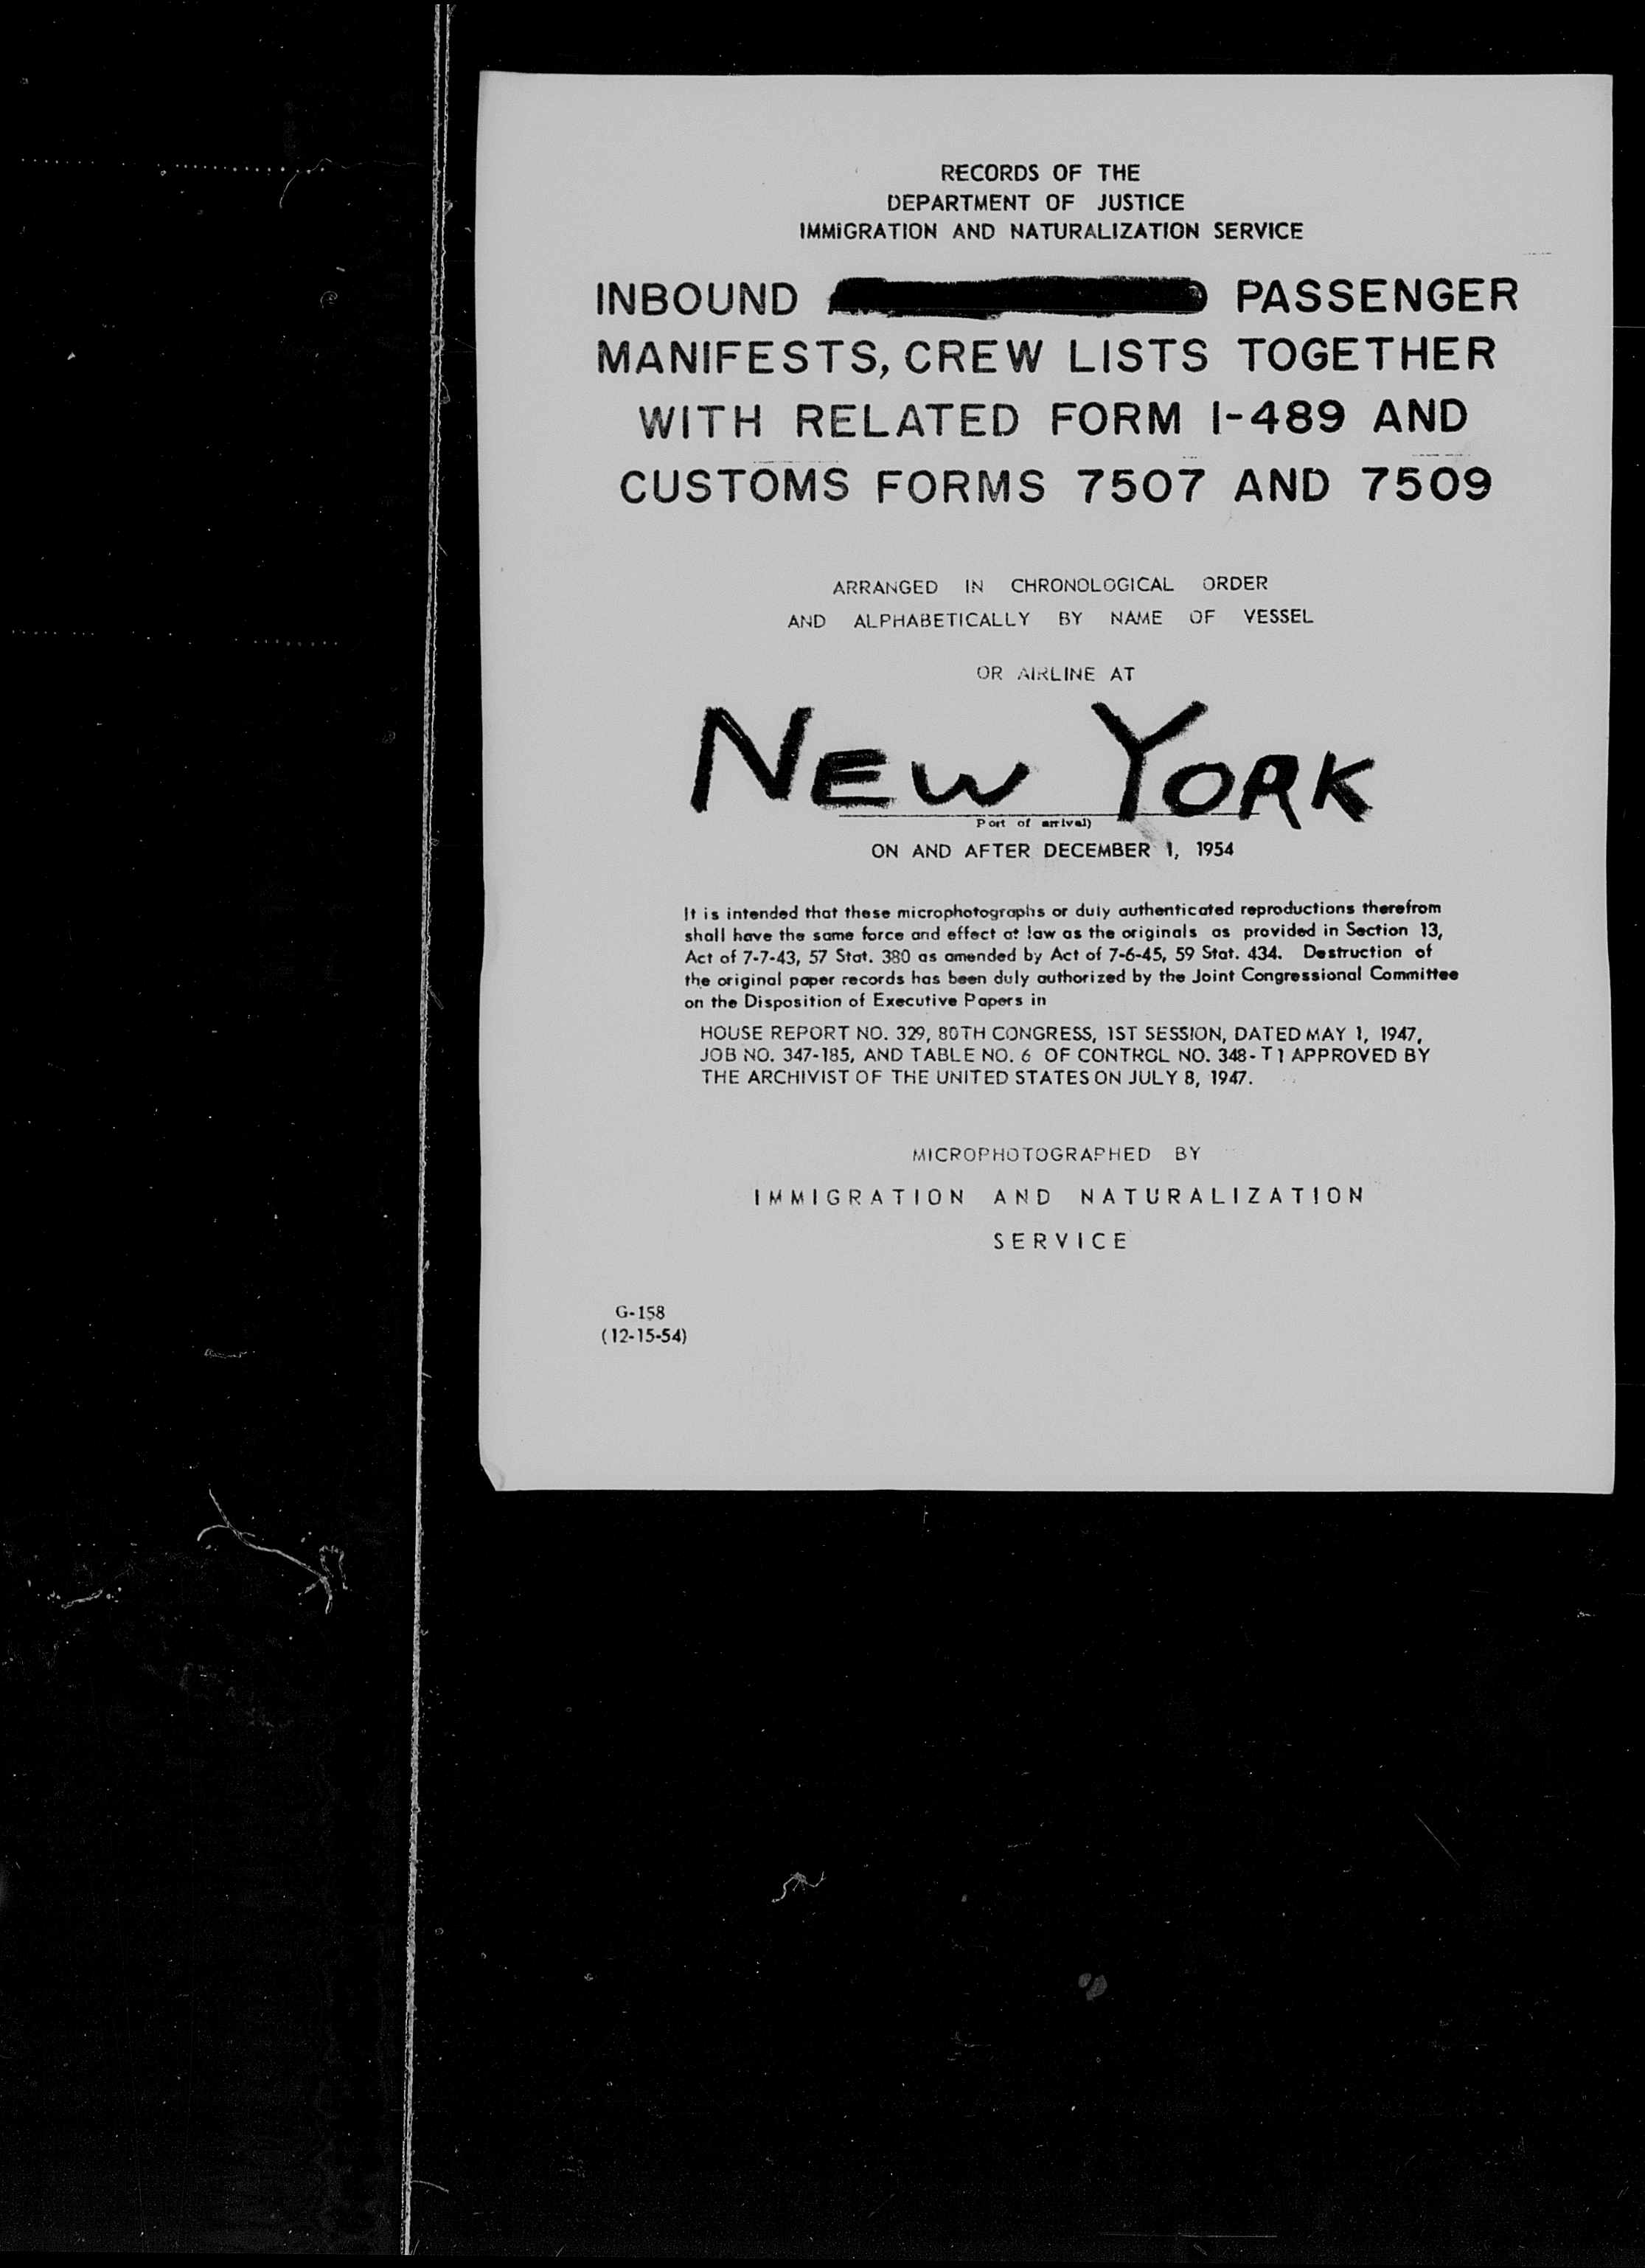 RECORDS OF THE
DEPARTMENT OF JUSTICE
IMMIGRATION AND NATURALIZATION SERVICE
INBOUND PASSENGER
MANIFESTS, CREW LISTS TOGETHER
WITH RELATED FORM I-489 AND
CUSTOMS FORMS 7507 AND 7509
ARRANGED IN CHRONOLOGICAL ORDER
AND ALPHABETICALLY BY NAME OF VESSEL
OR AIRLINE AT
NEW YORK
Port of arrival)
ON AND AFTER DECEMBER 1, 1954
It is intended that these microphotographs or duly authenticated reproductions therefrom
shall have the same force and effect at law as the originals as provided in Section 13,
Act of 7-7-43, 57 Stat. 380 as amended by Act of 7-6-45, 59 Stat. 434. Destruction of
the original paper records has been duly authorized by the Joint Congressional Committee
on the Disposition of Executive Papers in
HOUSE REPORT NO. 329, 80TH CONGRESS, 1ST SESSION, DATED MAY 1, 1947,
JOB NO. 347-185, AND TABLE NO. 6 OF CONTROL NO. 348-T1 APPROVED BY
THE ARCHIVIST OF THE UNITED STATES ON JULY 8, 1947.
MICROPHOTOGRAPHED BY
IMMIGRATION AND NATURALIZATION
SERVICE
G-158
(12-15-54)